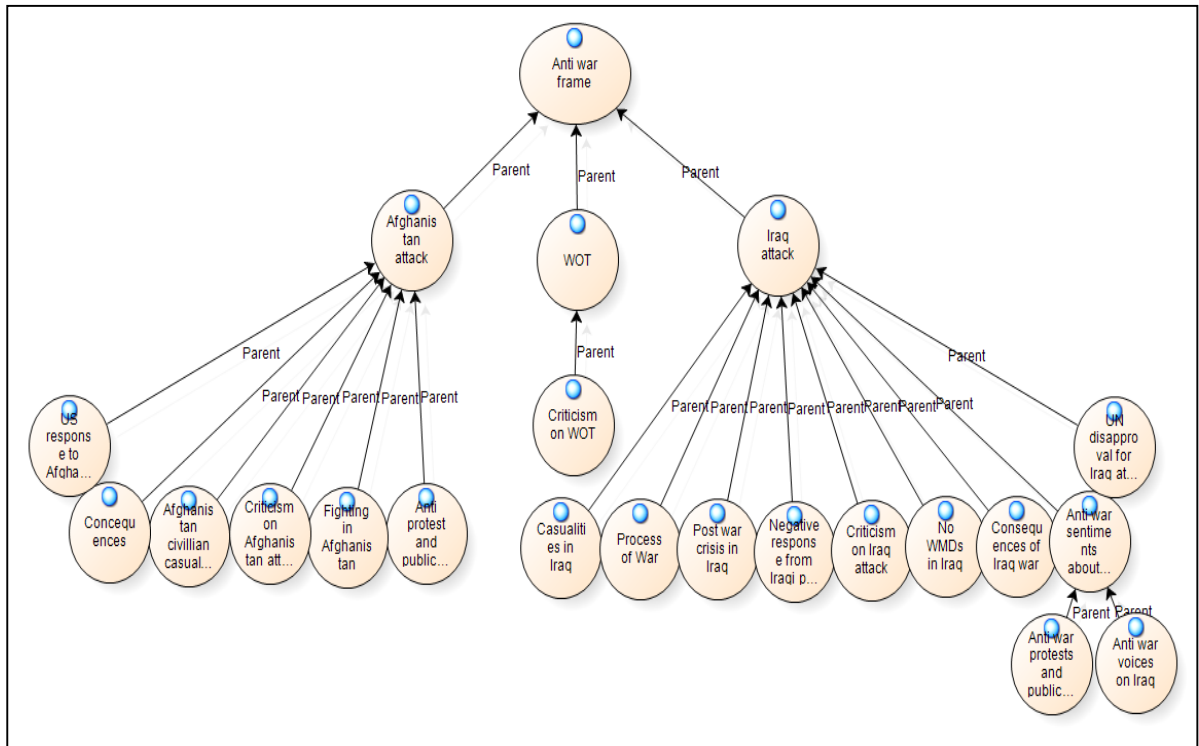 Anti war
frame
Parent
Parent
Parent
Afghanis
tan
attack
WOT
Iraq
attack
Parent
Parent
Parent
Parent
Parent
Parent
Criticism
on WOT
Parent
Parent
Parent
Parent
Parent
Parent
Parent
Parent
US
respons
e to
Afgha...
UN
disappro
val for
Iraq at...
Concequ
ences
Afghanis
tan
civillian
casual...
Criticism
on
Afghanis
tan att...
Fighting
in
Afghanis
tan
Anti
protest
and
public...
Casualiti
es in
Iraq
Process
of War
Post war
crisis in
Iraq
Negative
respons
e from
Iraqi p...
Criticism
on Iraq
attack
No
WMDs
in Iraq
Consequ
ences of
Iraq war
Anti war
sentime
nts
about...
Parent
Parent
Anti war
protests
and
public...
Anti war
voices
on Iraq